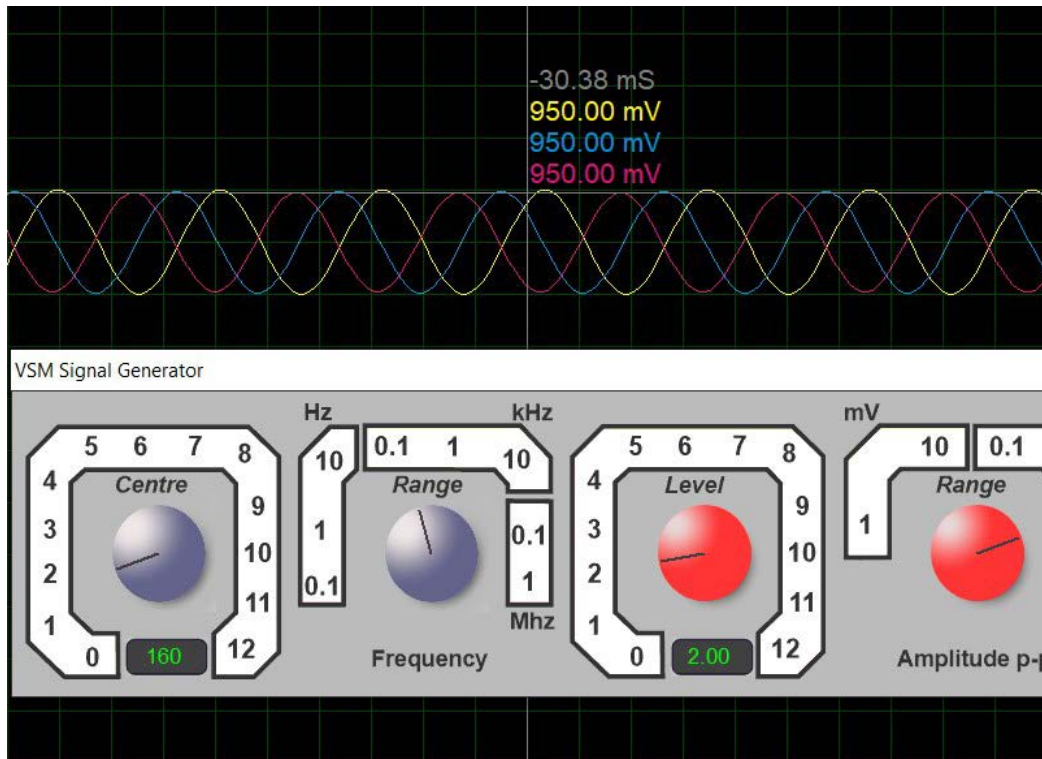 -30.38 mS
950.00 mV
950.00 mV
950.00 mV
VSM Signal Generator
0 1 2 3 4 5 6 7 8 9 10 11 12
Centre
160
Hz
kHz
0.1 1 10
0.1 1 10
0.1 1
Mhz
Range
Frequency
0 1 2 3 4 5 6 7 8 9 10 11 12
Level
2.00
mV
1 10
0.1
Range
Amplitude p-p